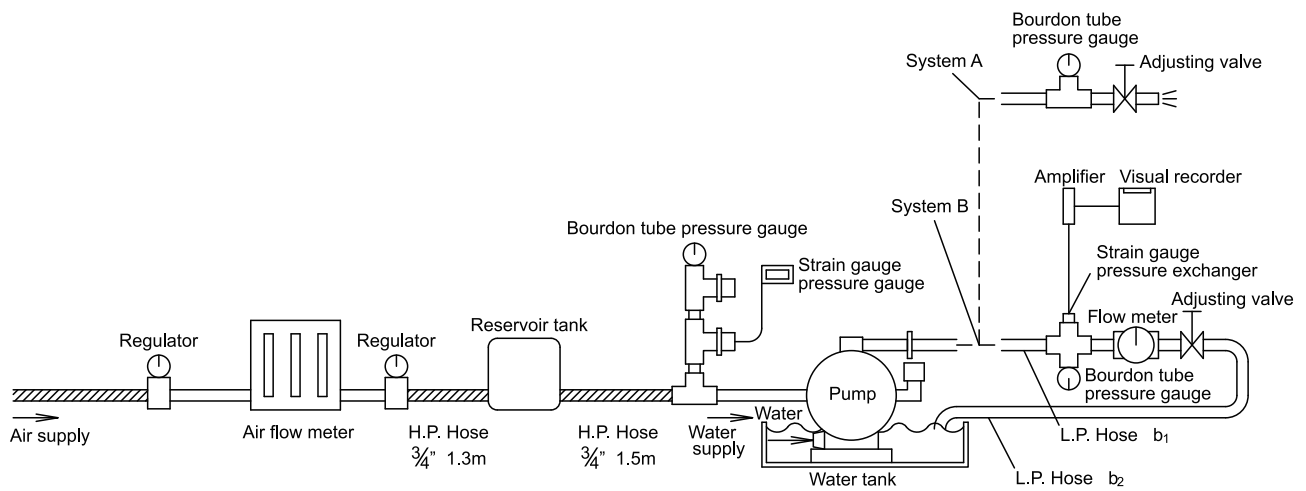 Bourdon tube
pressure gauge
System A
Adjusting valve
Amplifier
Visual recorder
System B
Bourdon tube pressure gauge
Strain gauge
pressure gauge
Strain gauge
pressure exchanger
Adjusting valve
Regulator
Regulator
Reservoir tank
Flow meter
Pump
Bourdon tube
pressure gauge
Air supply
Air flow meter
H.P. Hose
3/4" 1.3m
H.P. Hose
3/4" 1.5m
Water
supply
Water
Water tank
L.P. Hose b1
L.P. Hose b2